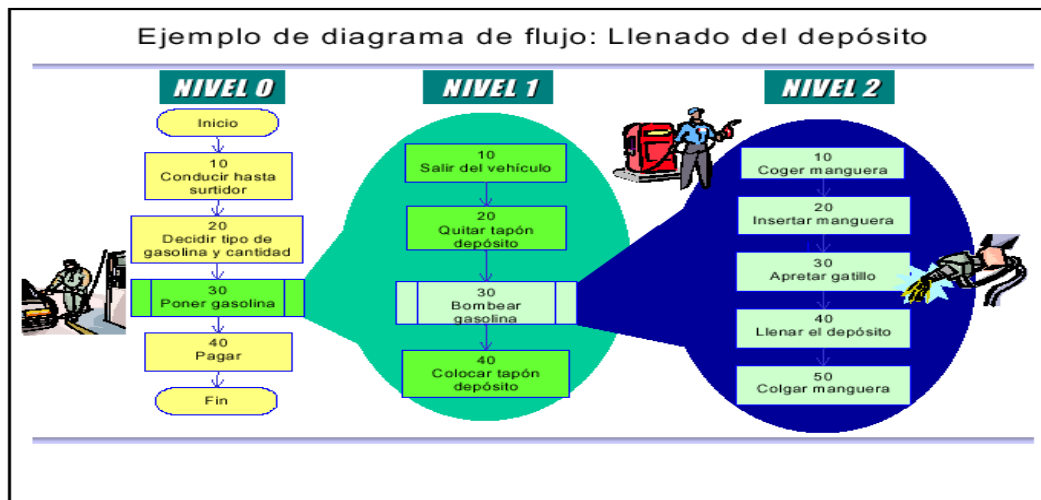 Ejemplo de diagrama de flujo: Llenado del depósito
NIVEL 0
Inicio
10
Conducir hasta
surtidor
20
Decidir tipo de
gasolina y cantidad
30
Poner gasolina
40
Pagar
Fin
NIVEL 1
10
Salir del vehículo
20
Quitar tapón
depósito
30
Bombear
gasolina
40
Colocar tapón
depósito
NIVEL 2
10
Coger manguera
20
Insertar manguera
30
Apretar gatillo
40
Llenar el depósito
50
Colgar manguera